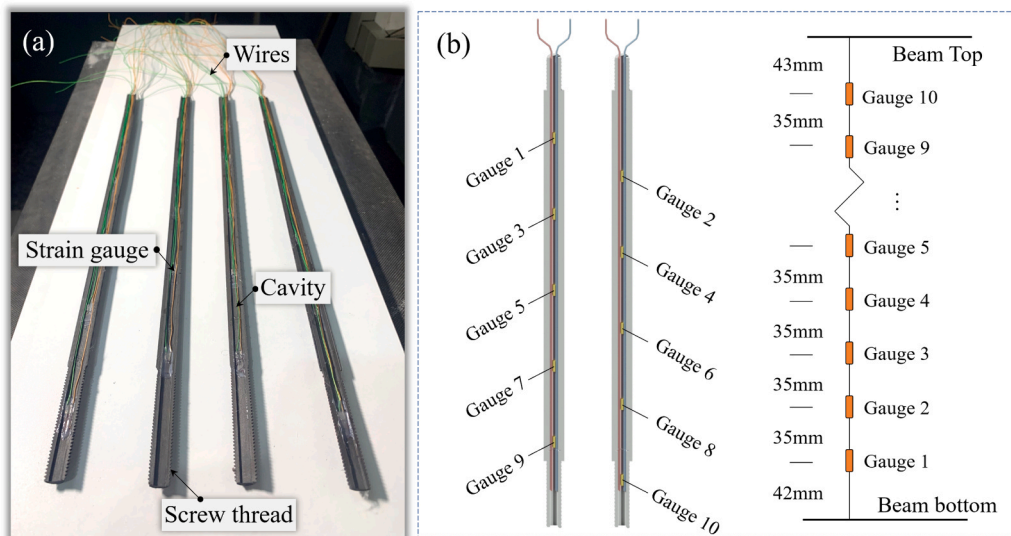 (a)
Wires
Strain gauge
Cavity
Screw thread
(b)
Gauge 1
Gauge 3
Gauge 5
Gauge 7
Gauge 9
Gauge 2
Gauge 4
Gauge 6
Gauge 8
Gauge 10
Beam Top
43mm
Gauge 10
35mm
Gauge 9
...
Gauge 5
35mm
Gauge 4
35mm
Gauge 3
35mm
Gauge 2
35mm
Gauge 1
42mm
Beam bottom